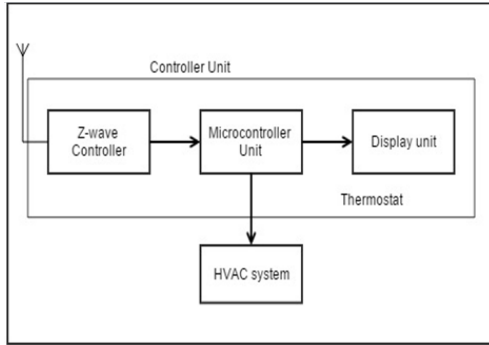 Controller Unit
Z-wave
Controller
Microcontroller
Unit
Display unit
Thermostat
HVAC system